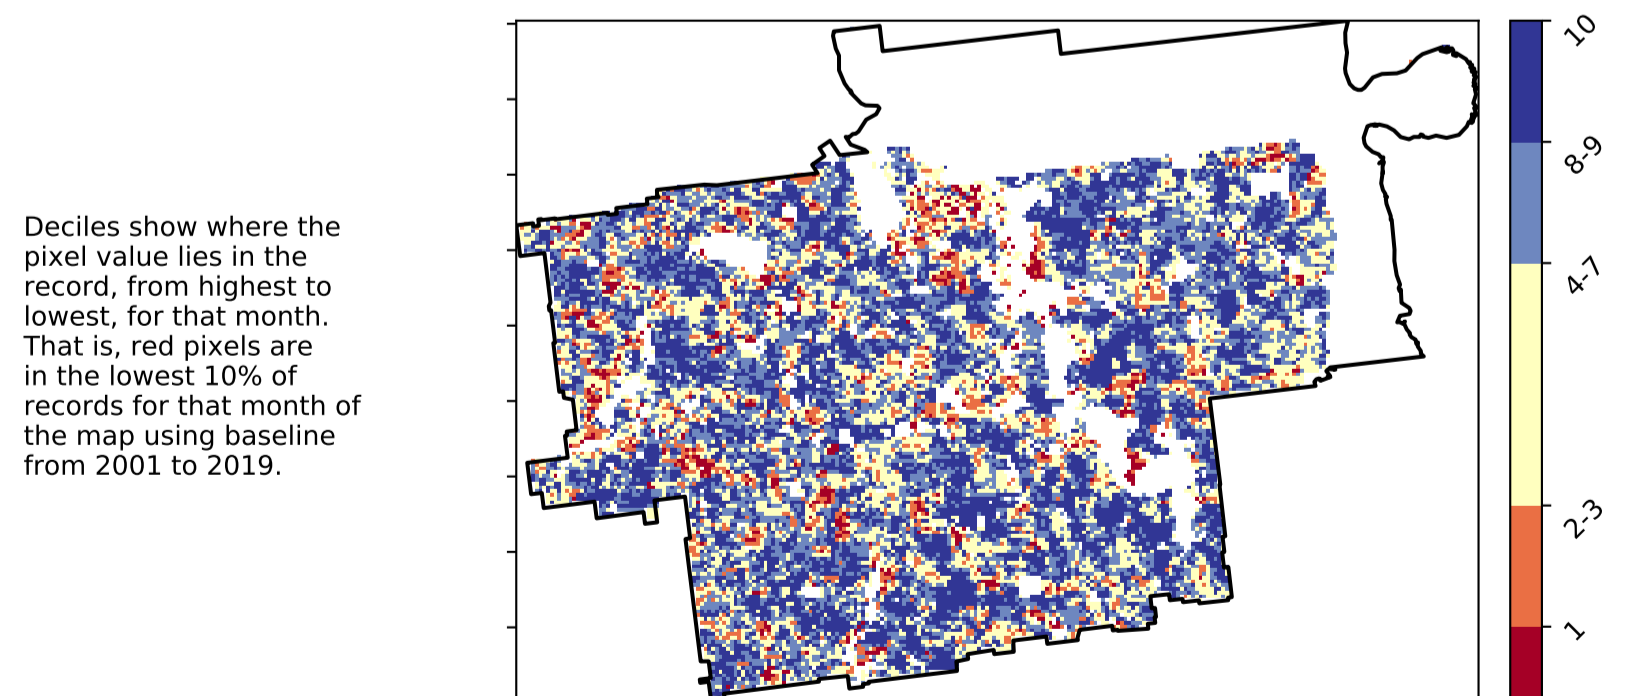 Deciles show where the
pixel value lies in the
record, from highest to
lowest, for that month.
That is, red pixels are
in the lowest 10% of
records for that month of
the map using baseline
from 2001 to 2019.
10
8-9
4-7
2-3
1